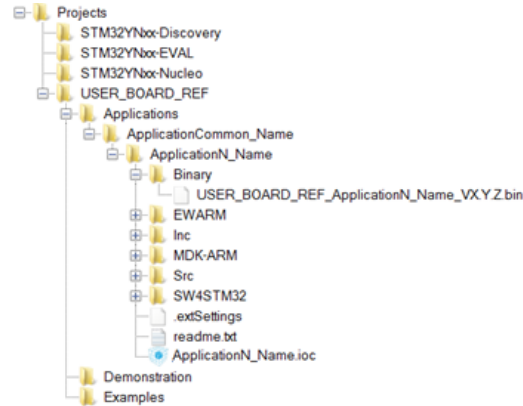 Projects
STM32YNxx-Discovery
STM32YNxx-EVAL
STM32YNxx-Nucleo
USER_BOARD_REF
Applications
ApplicationCommon_Name
ApplicationN_Name
Binary
USER_BOARD_REF_ApplicationN_Name_VX.Y.Z.bin
EWARM
Inc
MDK-ARM
Src
SW4STM32
.extSettings
readme.txt
ApplicationN_Name.ioc
Demonstration
Examples